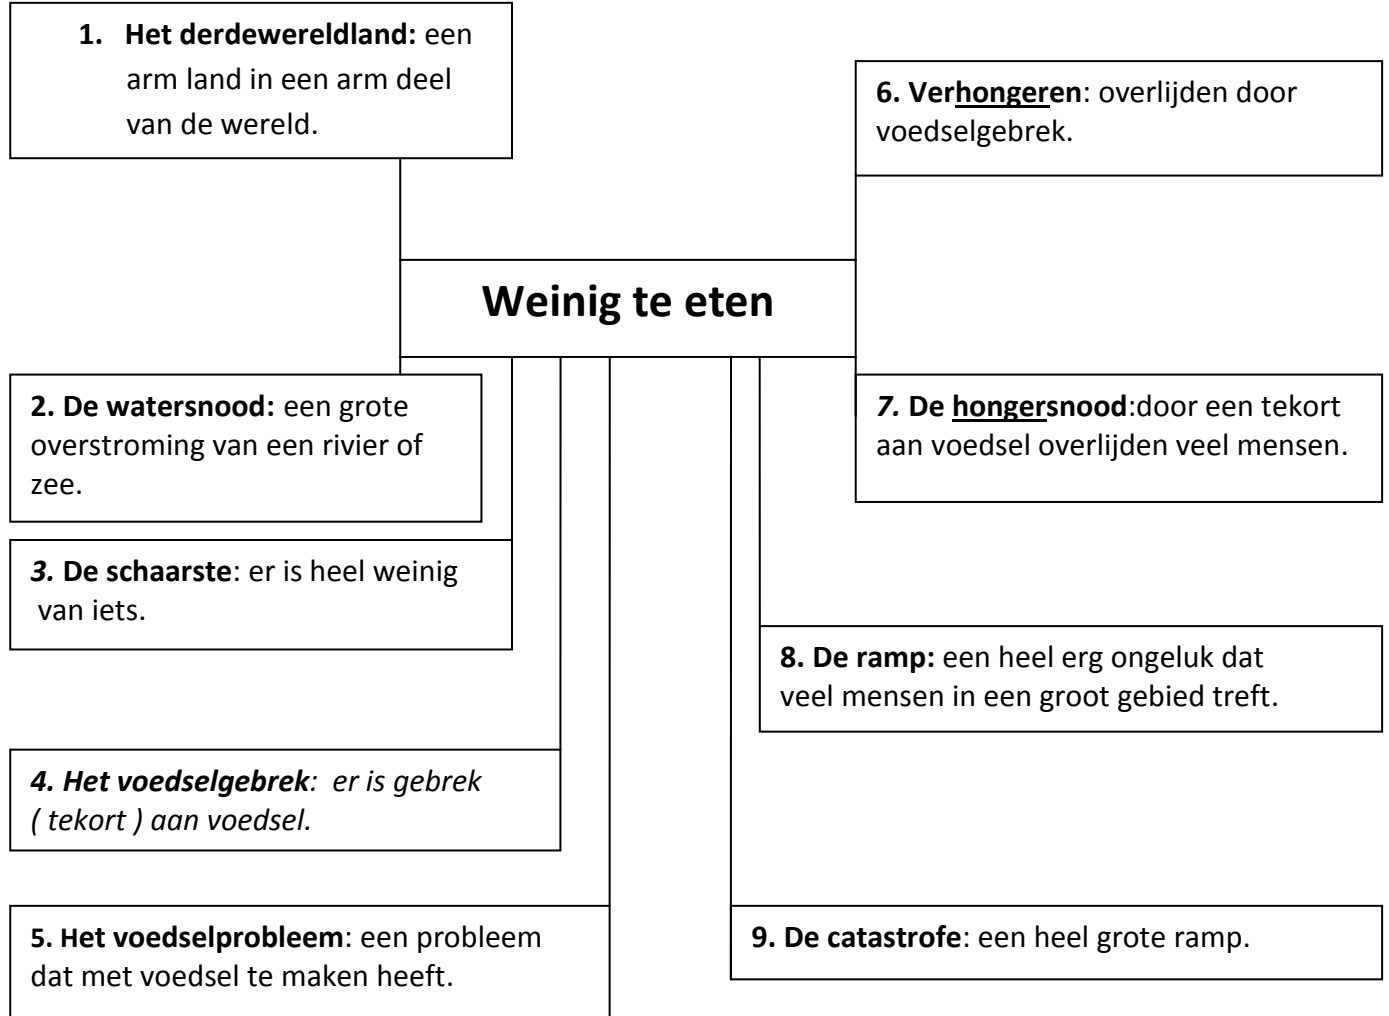 1. Het derdewereldland: een
arm land in een arm deel
van de wereld.
6. Verhongeren: overlijden door
voedselgebrek.
Weinig te eten
2. De watersnood: een grote
overstroming van een rivier of
zee.
7. De hongersnood:door een tekort
aan voedsel overlijden veel mensen.
3. De schaarste: er is heel weinig
van iets.
8. De ramp: een heel erg ongeluk dat
veel mensen in een groot gebied treft.
4. Het voedselgebrek: er is gebrek
( tekort ) aan voedsel.
5. Het voedselprobleem: een probleem
dat met voedsel te maken heeft.
9. De catastrofe: een heel grote ramp.